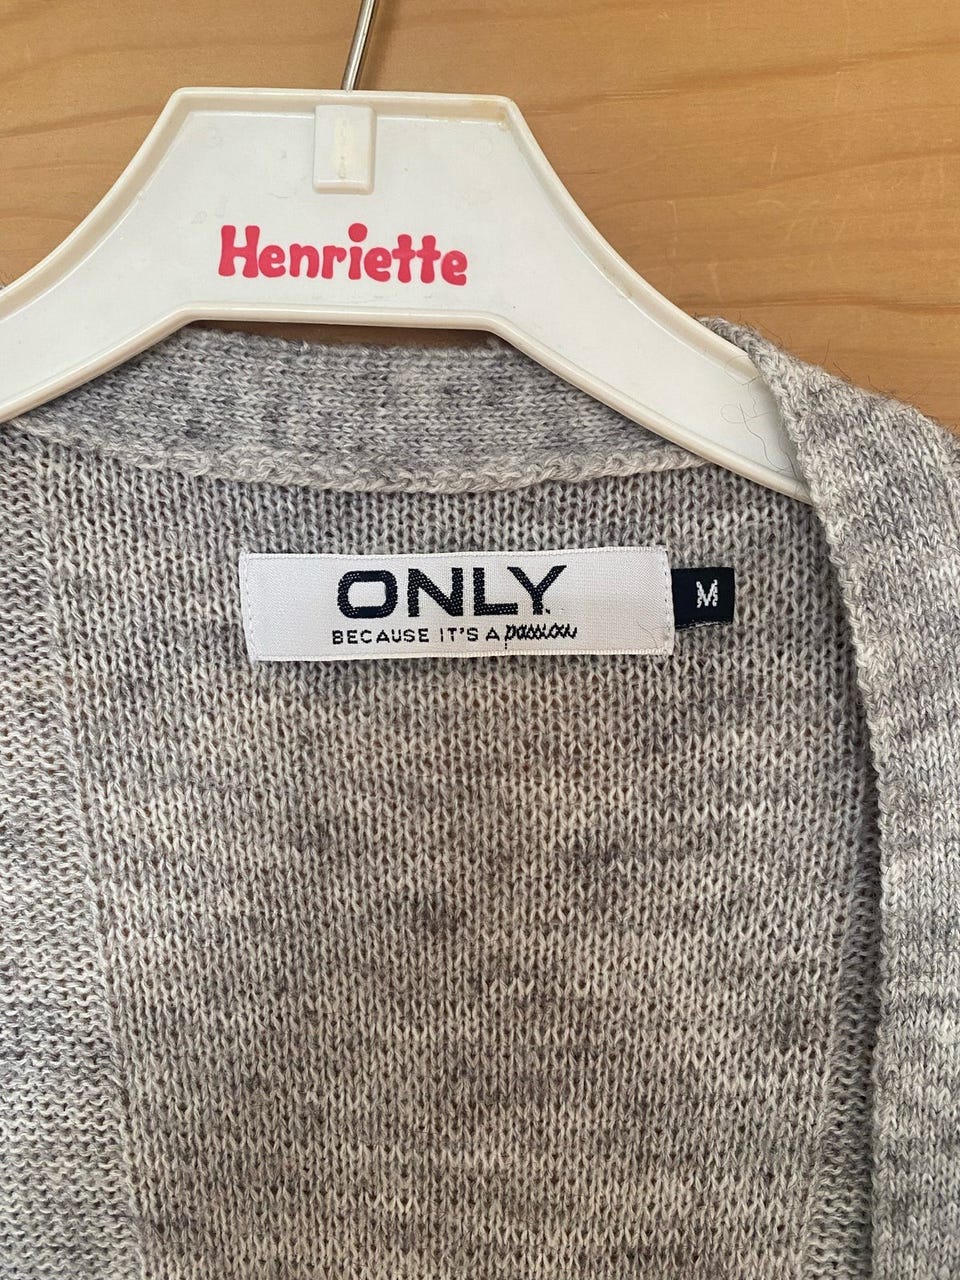 Henriette
ONLY
BECAUSE IT'S A passion
M